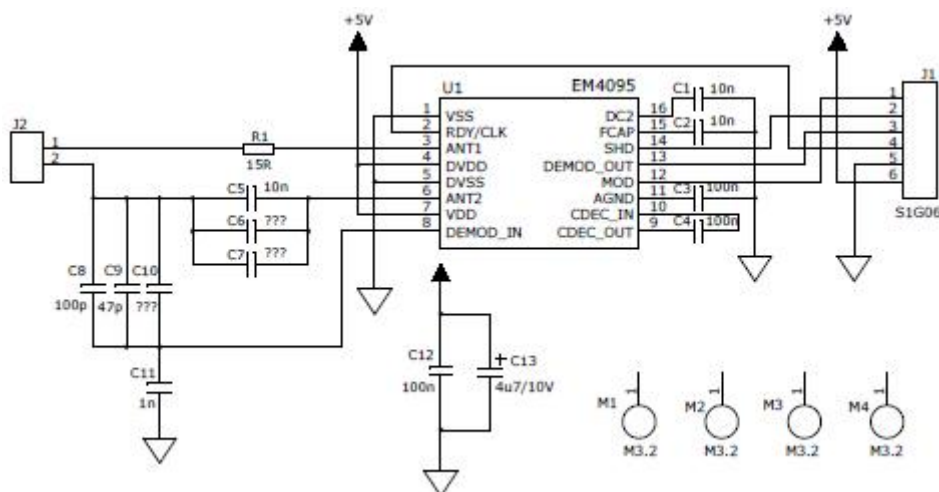 +5V
+5V
J1
U1
EM4095
C1
10n
C2
10n
1
VSS
DC2
16
2
RDY/CLK
FCAP
15
3
ANT1
SHD
14
4
DVDD
DEMOD_OUT
13
5
DVSS
MOD
12
6
ANT2
AGND
11
7
VDD
CDEC_IN
10
8
DEMOD_IN
CDEC_OUT
9
C3
100n
C4
100n
1
2
3
4
5
6
S1G06
J2
1
2
R1
15R
C5
10n
C6
???
C7
???
C8
C9
C10
100p
47p
???
C11
1n
C12
100n
+
C13
4u7/10V
1
1
1
1
M1
M2
M3
M4
M3.2
M3.2
M3.2
M3.2